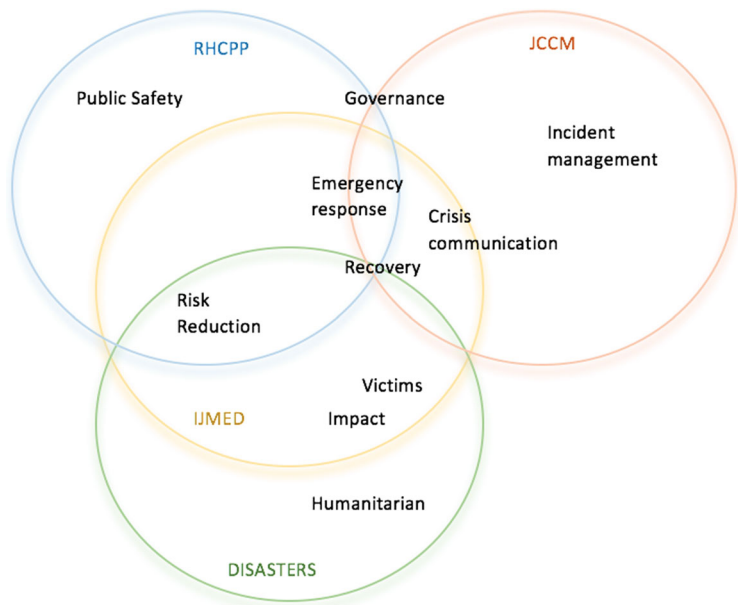 RHCPP
JCCM
Public Safety
Governance
Incident
management
Emergency
response
Crisis
communication
Recovery
Risk
Reduction
Victims
IJMED
Impact
Humanitarian
DISASTERS